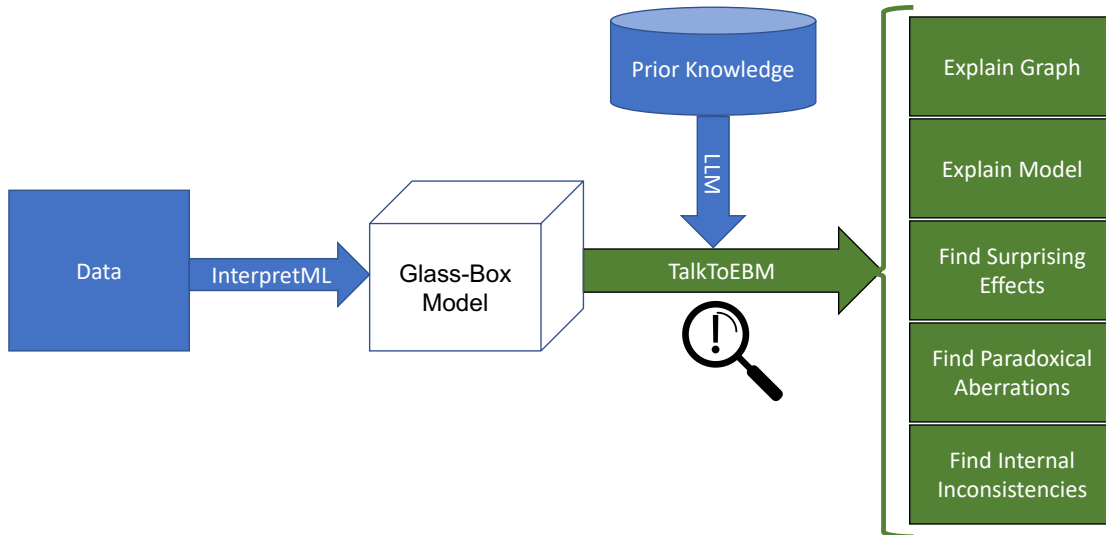 Prior Knowledge
LLM
Data
InterpretML
Glass-Box
Model
TalkToEBM
!
Explain Graph
Explain Model
Find Surprising
Effects
Find Paradoxical
Aberrations
Find Internal
Inconsistencies